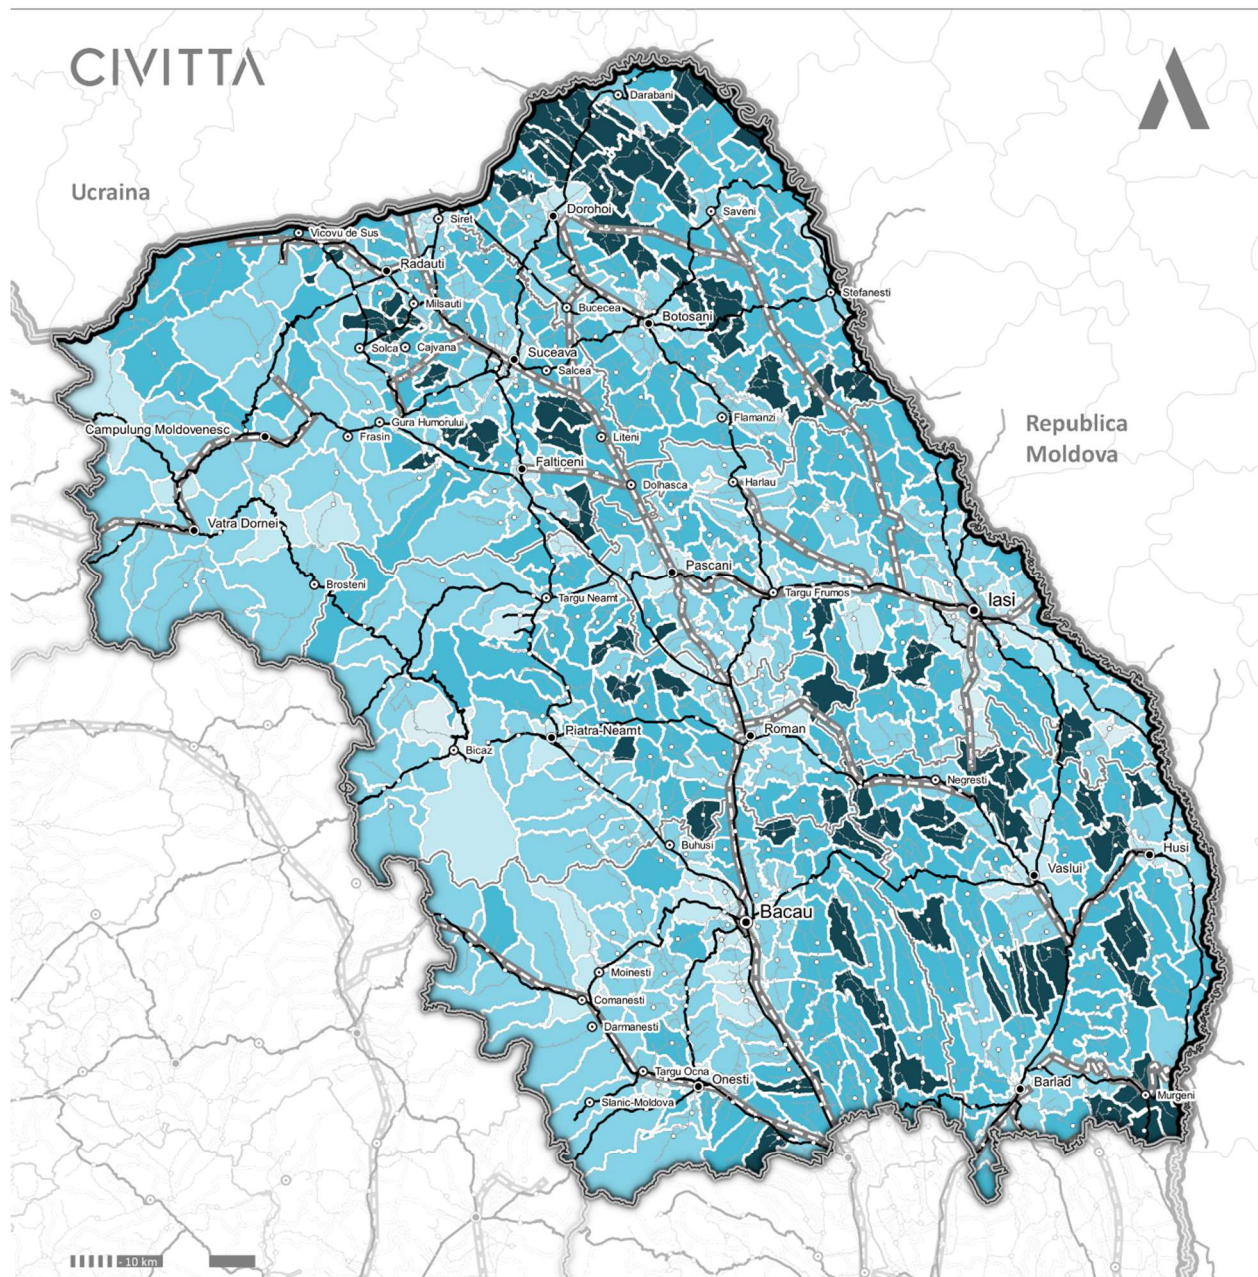 CIVITTA
Darabani
Ucraina
Dorohoi
Saveni
Siret
Vicovu de Sus
Radauti
Stefanesti
Milsauti
Bucecea
Botosani
Solca
Cajvana
Suceava
Salcea
Flamanzi
Gura Humorului
Campulung Moldovenesc
Frasin
Liteni
Republica
Moldova
Falticeni
Dolhasca
Harlau
Vatra Dornei
Pascani
Brosteni
Targu Neamt
Targu Frumos
Iasi
Piatra-Neamt
Roman
Bicaz
Negresti
Buhusi
Husi
Vaslui
Bacau
Moinesti
Comanesti
Darmanesti
Targu Ocna
Onesti
Barlad
Slanic-Moldova
Murgeni
- 10 km